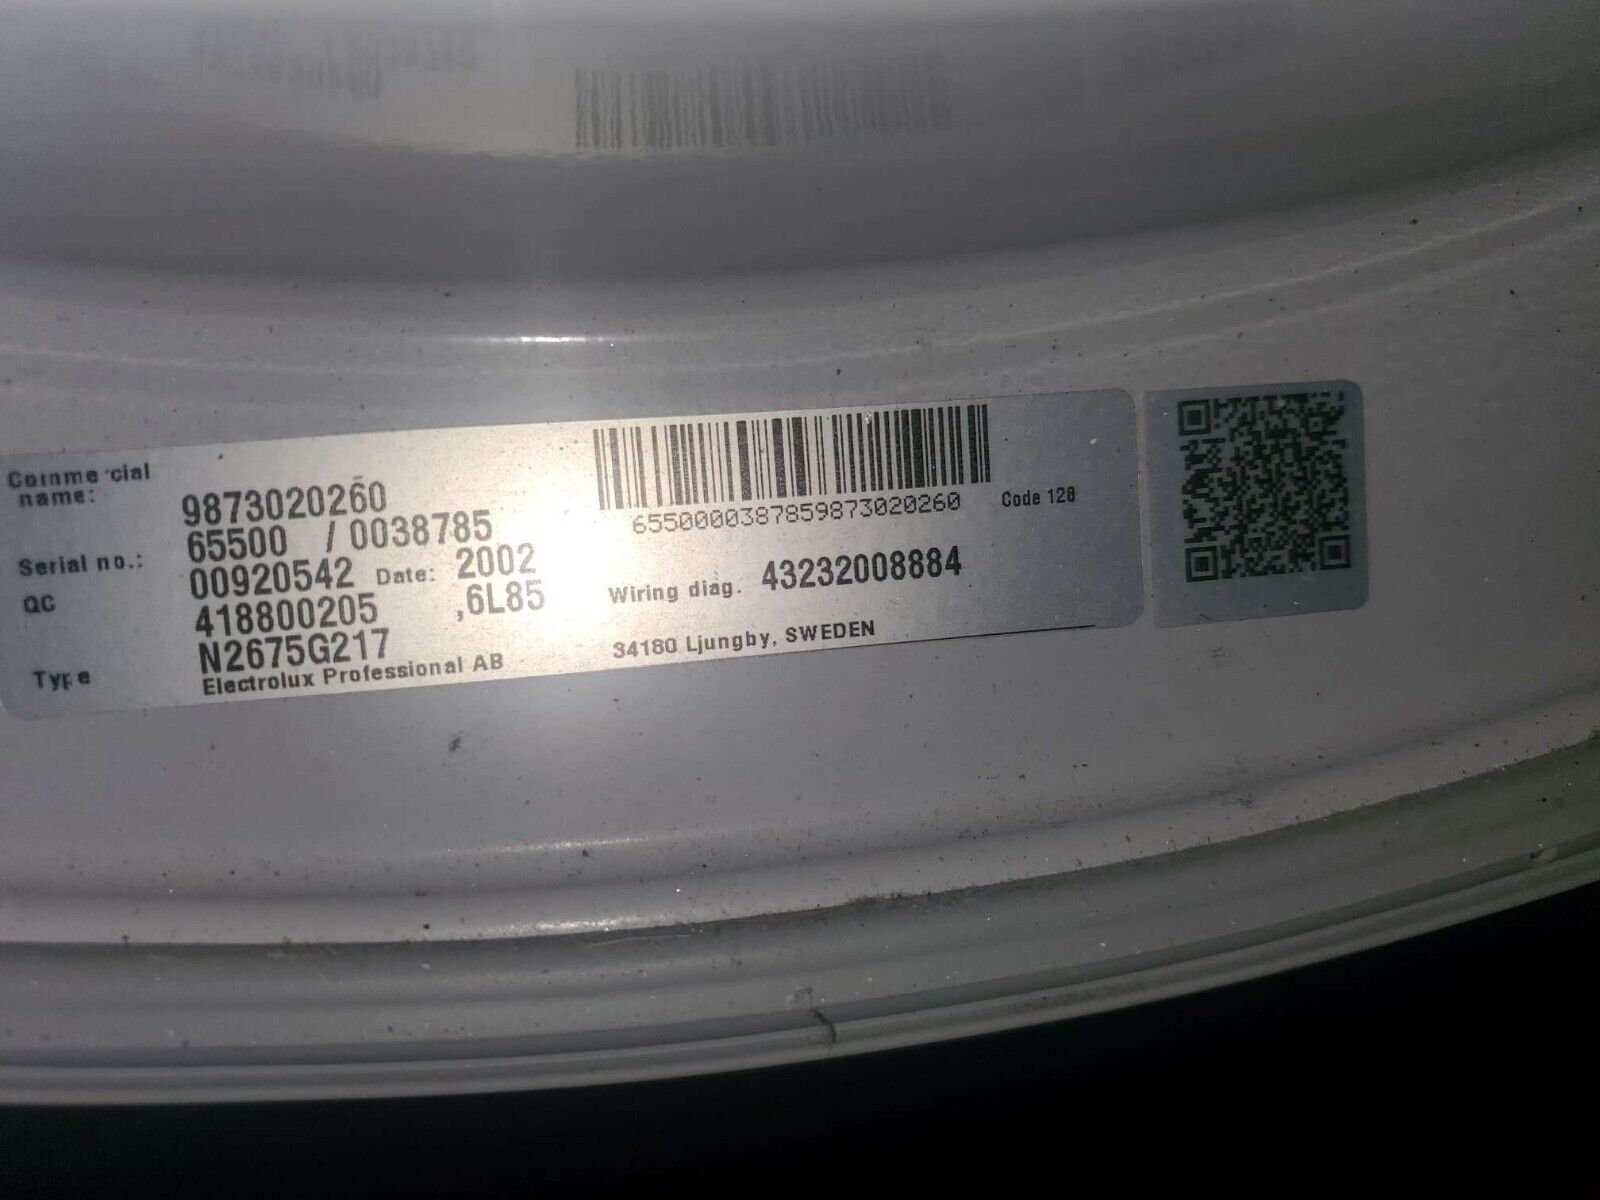 Commercial name: 9873020260
Serial no.: 65500 /0038785
QC 00920542 Date: 2002
418800205 ,6L85
Type N2675G217
Electrolux Professional AB
6550000387859873020260 Code 128
Wiring diag. 43232008884
34180 Ljungby, SWEDEN